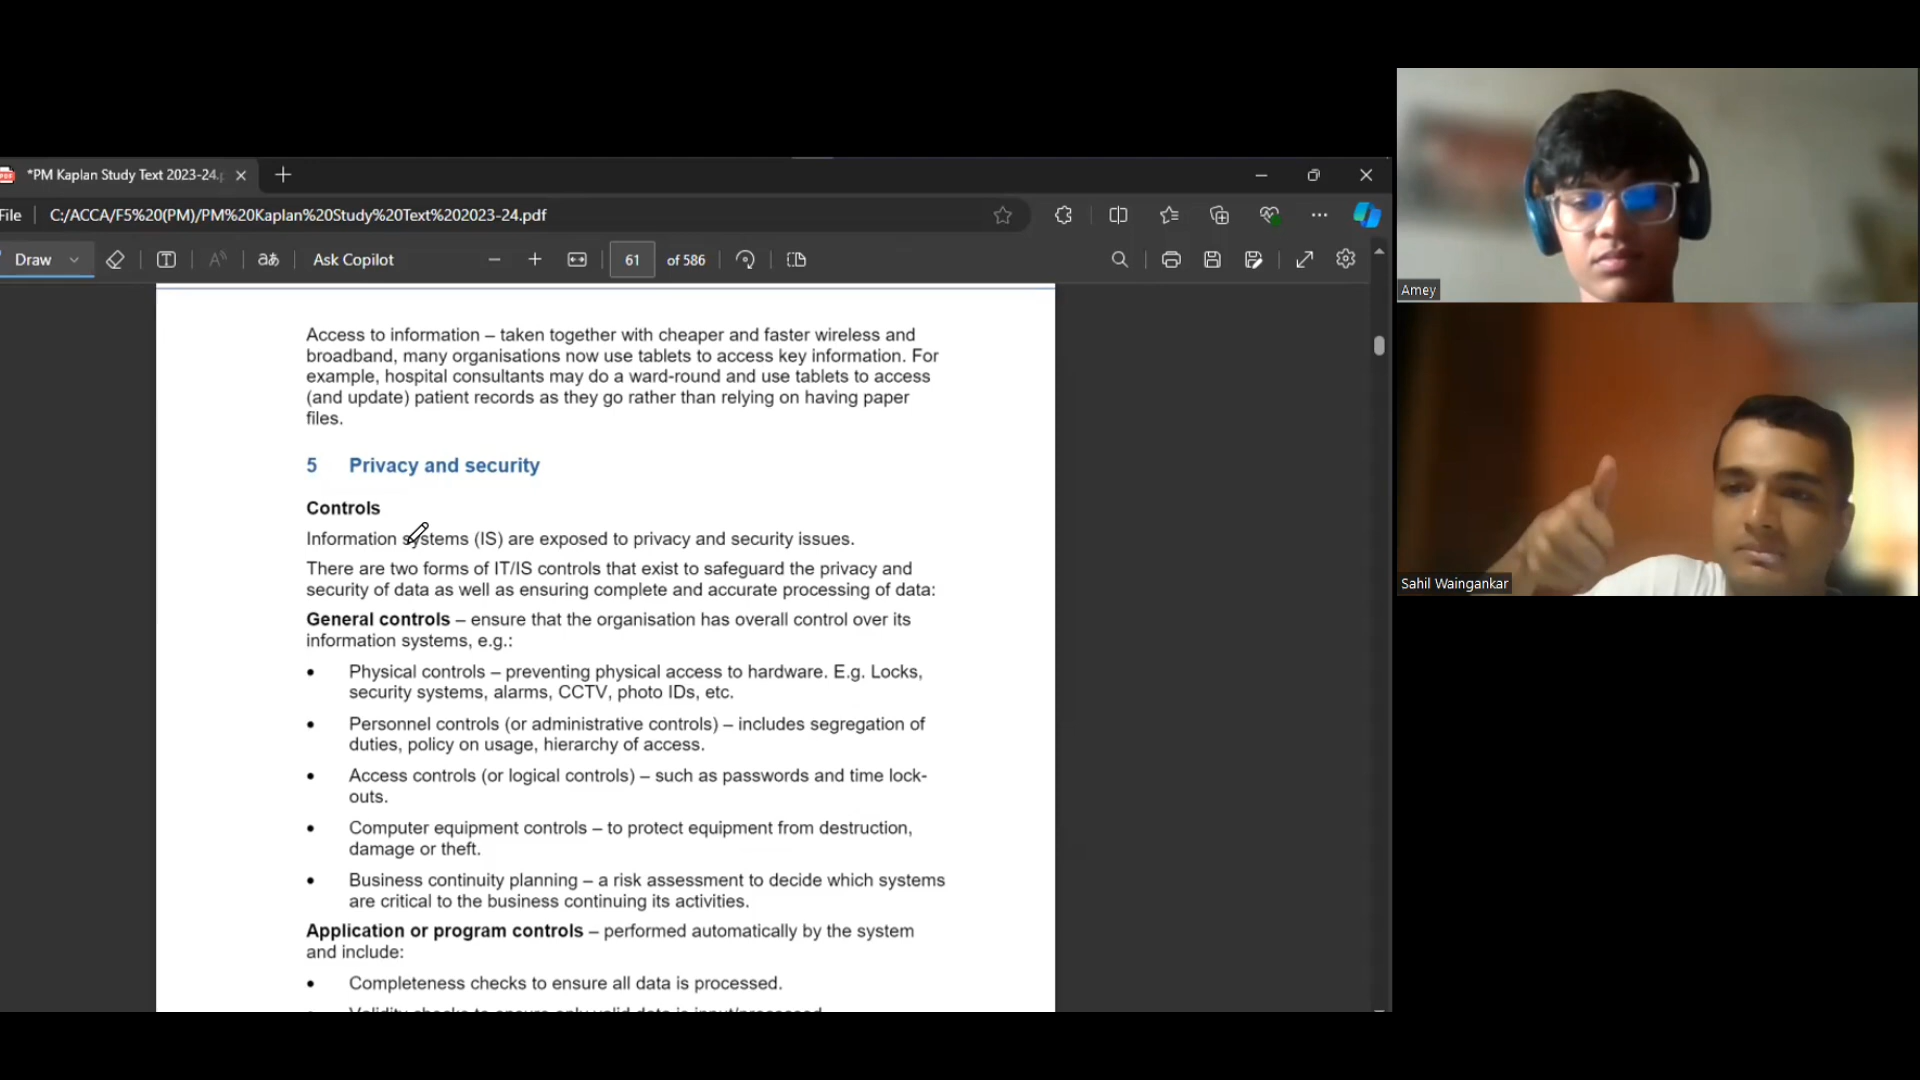 *PM Kaplan Study Text 2023-24.p
File
C:/ACCA/F5%20(PM)/PM%20Kaplan%20Study%20Text%202023-24.pdf
Draw
Ask Copilot
61 of 586
Access to information – taken together with cheaper and faster wireless and
broadband, many organisations now use tablets to access key information. For
example, hospital consultants may do a ward-round and use tablets to access
(and update) patient records as they go rather than relying on having paper
files.
5 Privacy and security
Controls
Information systems (IS) are exposed to privacy and security issues.
There are two forms of IT/IS controls that exist to safeguard the privacy and
security of data as well as ensuring complete and accurate processing of data:
General controls – ensure that the organisation has overall control over its
information systems, e.g.:
• Physical controls – preventing physical access to hardware. E.g. Locks,
security systems, alarms, CCTV, photo IDs, etc.
• Personnel controls (or administrative controls) – includes segregation of
duties, policy on usage, hierarchy of access.
• Access controls (or logical controls) – such as passwords and time lock-
outs.
• Computer equipment controls – to protect equipment from destruction,
damage or theft.
• Business continuity planning – a risk assessment to decide which systems
are critical to the business continuing its activities.
Application or program controls – performed automatically by the system
and include:
• Completeness checks to ensure all data is processed.
Validity checks to ensure only valid data is input/processed
Amey
Sahil Waingankar